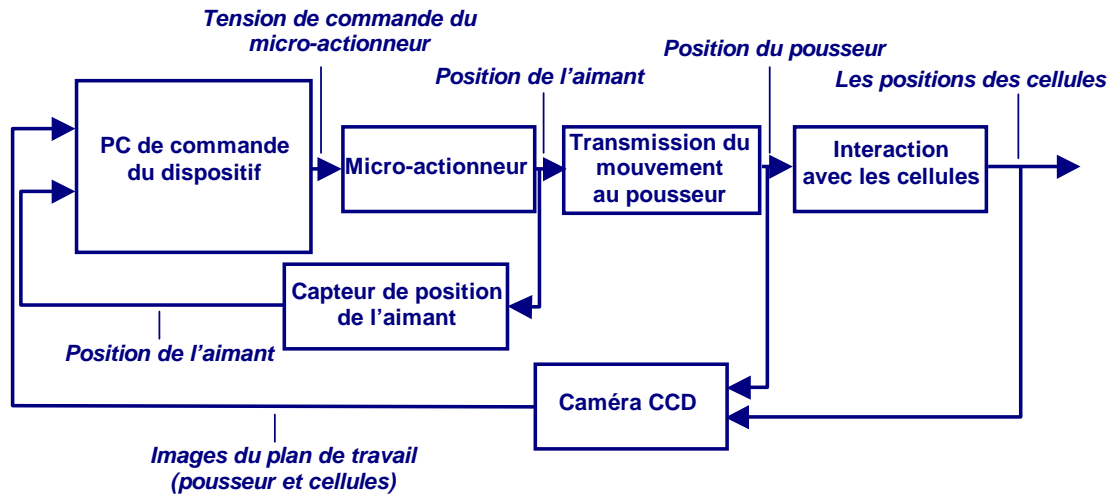 Tension de commande du
micro-actionneur
Position de l'aimant
Position du pousseur
Les positions des cellules
PC de commande
du dispositif
Micro-actionneur
Transmission du
mouvement
au pousseur
Interaction
avec les cellules
Capteur de position
de l'aimant
Position de l'aimant
Caméra CCD
Images du plan de travail
(pousseur et cellules)